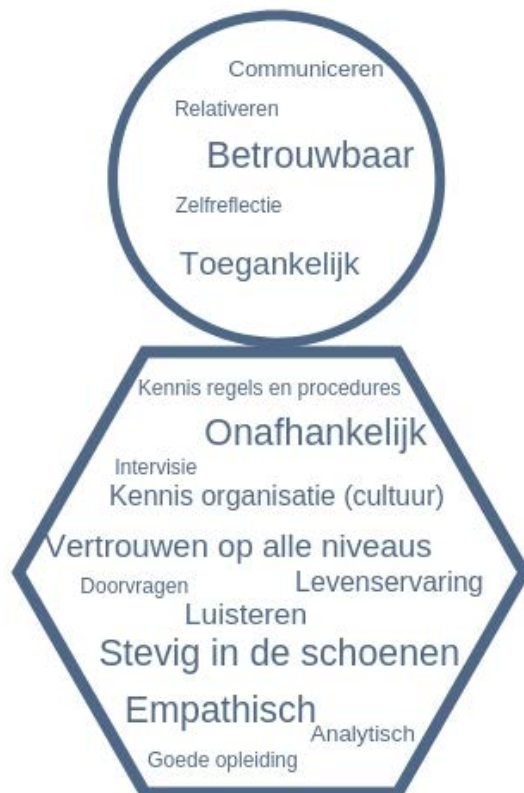 Communiceren
Relativeren
Betrouwbaar
Zelfreflectie
Toegankelijk
Kennis regels en procedures
Onafhankelijk
Intervisie
Kennis organisatie (cultuur)
Vertrouwen op alle niveaus
Doorvragen
Levenservaring
Luisteren
Stevig in de schoenen
Empathisch
Analytisch
Goede opleiding